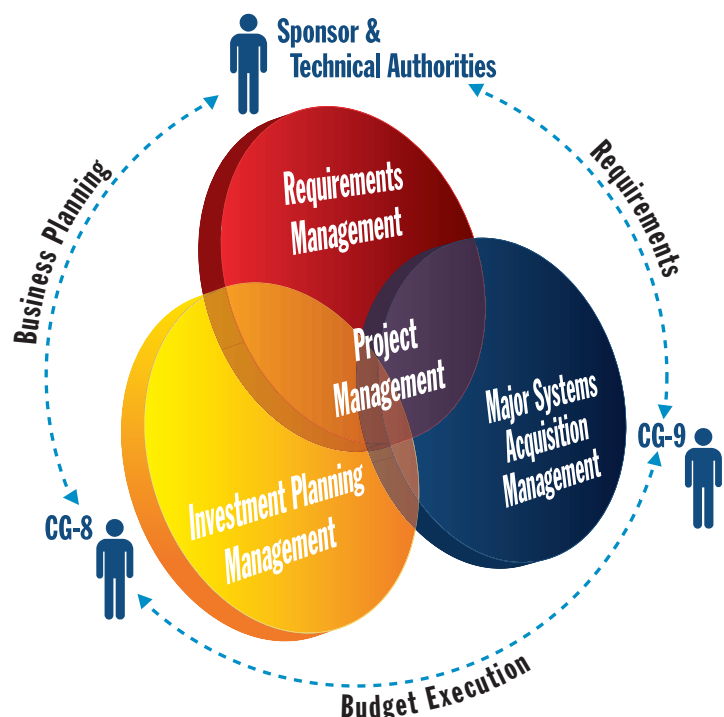 Sponsor &
Technical Authorities
Business Planning
Requirements
Requirements
Management
Project
Management
Major Systems
Acquisition
Management
CG-9
Investment Planning
Management
CG-8
Budget Execution